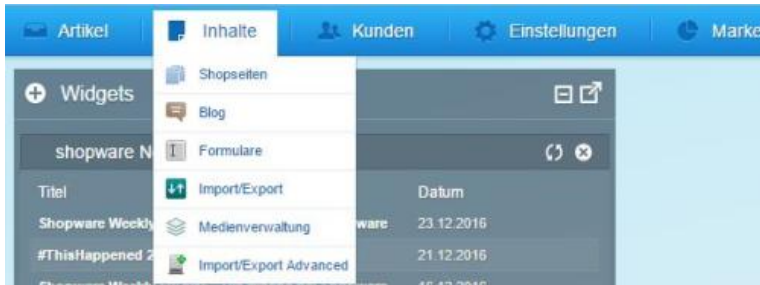 Artikel Inhalte Kunden Einstellungen Marke
Shopseiten
Widgets
Blog
shopware N Formulare
Import/Export
Titel Datum
Shopware Weekly ware 23.12.2016
Medienverwaltung
#ThisHappened 2 21.12.2016
Import/Export Advanced